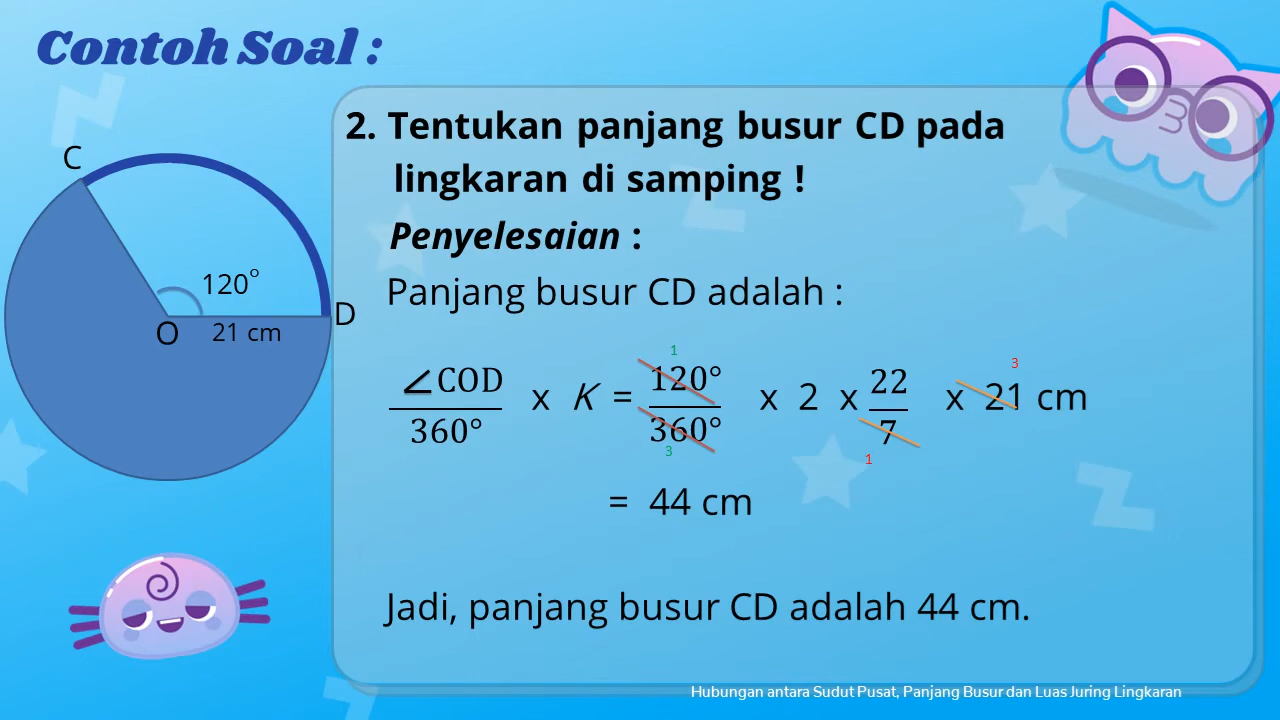 Contoh Soal :
2. Tentukan panjang busur CD pada
lingkaran di samping !
Penyelesaian :
Panjang busur CD adalah :
C
120°
D
O
21 cm
∠COD/360° x K = 120°/360° x 2 x 22/7 x 21 cm
1
3
1
3
= 44 cm
Jadi, panjang busur CD adalah 44 cm.
Hubungan antara Sudut Pusat, Panjang Busur dan Luas Juring Lingkaran